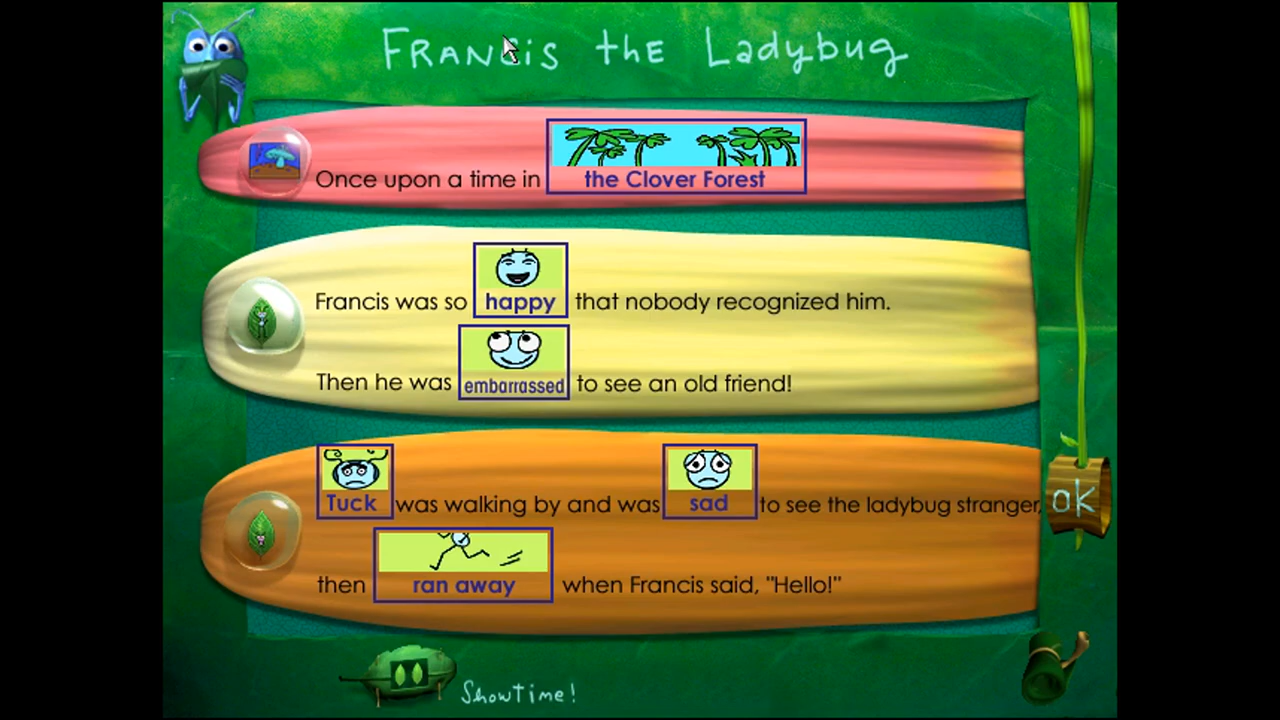 Francis the Ladybug
Once upon a time in the Clover Forest
Francis was so happy that nobody recognized him.
Then he was embarrassed to see an old friend!
Tuck was walking by and was sad to see the ladybug stranger,
then ran away when Francis said, "Hello!"
ok
Showtime!